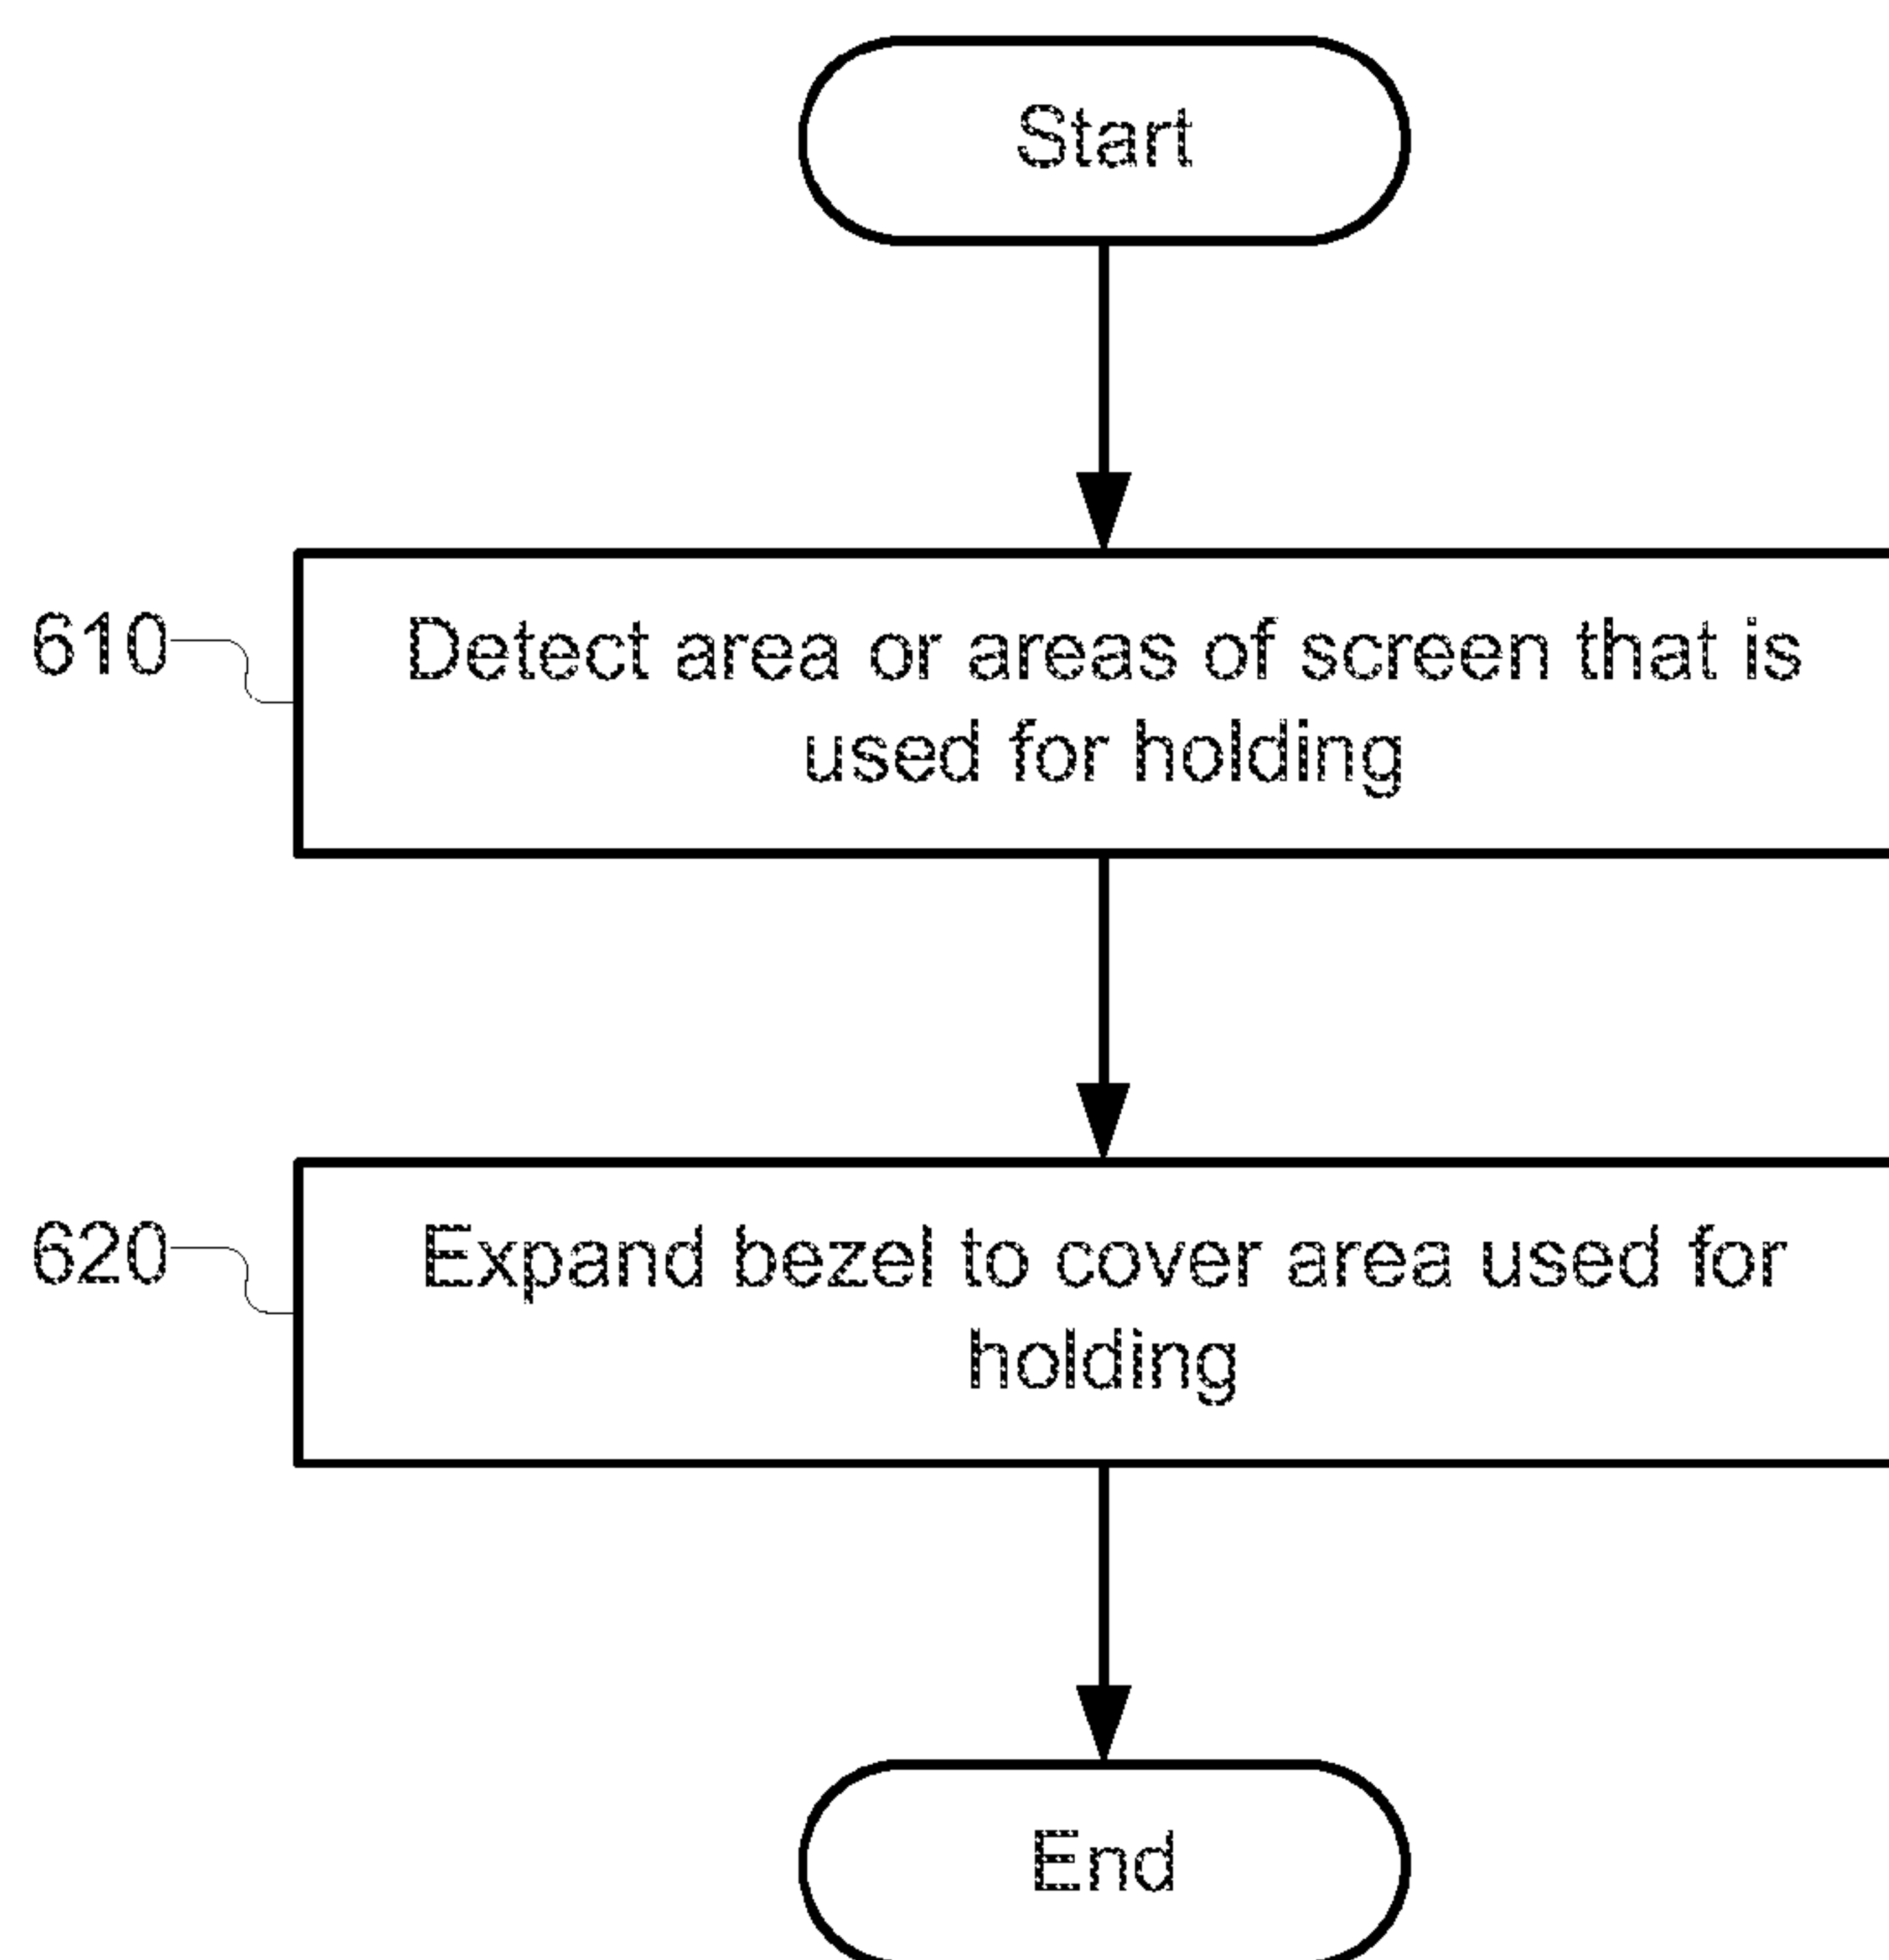 Start
610
Detect area or areas of screen that is
used for holding
620
Expand bezel to cover area used for
holding
End